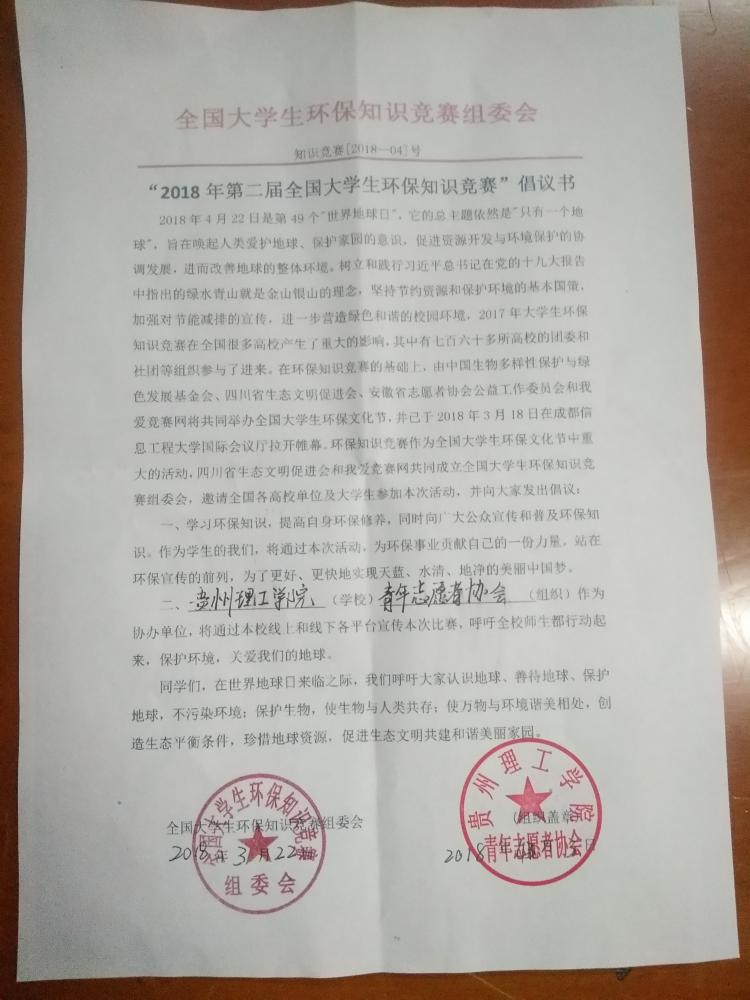 全国大学生环保知识竞赛组委会
知识竞赛[2018—04]号
“2018 年第二届全国大学生环保知识竞赛”倡议书
2018 年 4 月 22 日是第 49 个"世界地球日"，它的总主题依然是"只有一个地
球"，旨在唤起人类爱护地球、保护家园的意识，促进资源开发与环境保护的协
调发展，进而改善地球的整体环境。树立和践行习近平总书记在党的十九大报告
中指出的绿水青山就是金山银山的理念，坚持节约资源和保护环境的基本国策，
加强对节能减排的宣传，进一步营造绿色和谐的校园环境，2017 年大学生环保
知识竞赛在全国很多高校产生了重大的影响，其中有七百六十多所高校的团委和
社团等组织参与了进来。在环保知识竞赛的基础上，由中国生物多样性保护与绿
色发展基金会、四川省生态文明促进会、安徽省志愿者协会公益工作委员会和我
爱竞赛网将共同举办全国大学生环保文化节，并已于 2018 年 3 月 18 日在成都信
息工程大学国际会议厅拉开帷幕。环保知识竞赛作为全国大学生环保文化节中重
大的活动，四川省生态文明促进会和我爱竞赛网共同成立全国大学生环保知识竞
赛组委会，邀请全国各高校单位及大学生参加本次活动，并向大家发出倡议：
一、学习环保知识，提高自身环保修养，同时向广大公众宣传和普及环保知
识。作为学生的我们，将通过本次活动，为环保事业贡献自己的一份力量，站在
环保宣传的前列，为了更好、更快地实现天蓝、水清、地净的美丽中国梦。
二、贵州理工学院（学校）青年志愿者协会（组织）作为
协办单位，将通过本校线上和线下各平台宣传本次比赛，呼吁全校师生都行动起
来，保护环境，关爱我们的地球。
同学们，在世界地球日来临之际，我们呼吁大家认识地球、善待地球、保护
地球，不污染环境；保护生物，使生物与人类共存；使万物与环境谐美相处，创
造生态平衡条件，珍惜地球资源，促进生态文明共建和谐美丽家园。
全国大学生环保知识竞赛组委会
2018 年 3 月 22 日
全国大学生环保知识竞赛
组委会
（组织盖章）
2018 年 月 日
贵州理工学院
青年志愿者协会